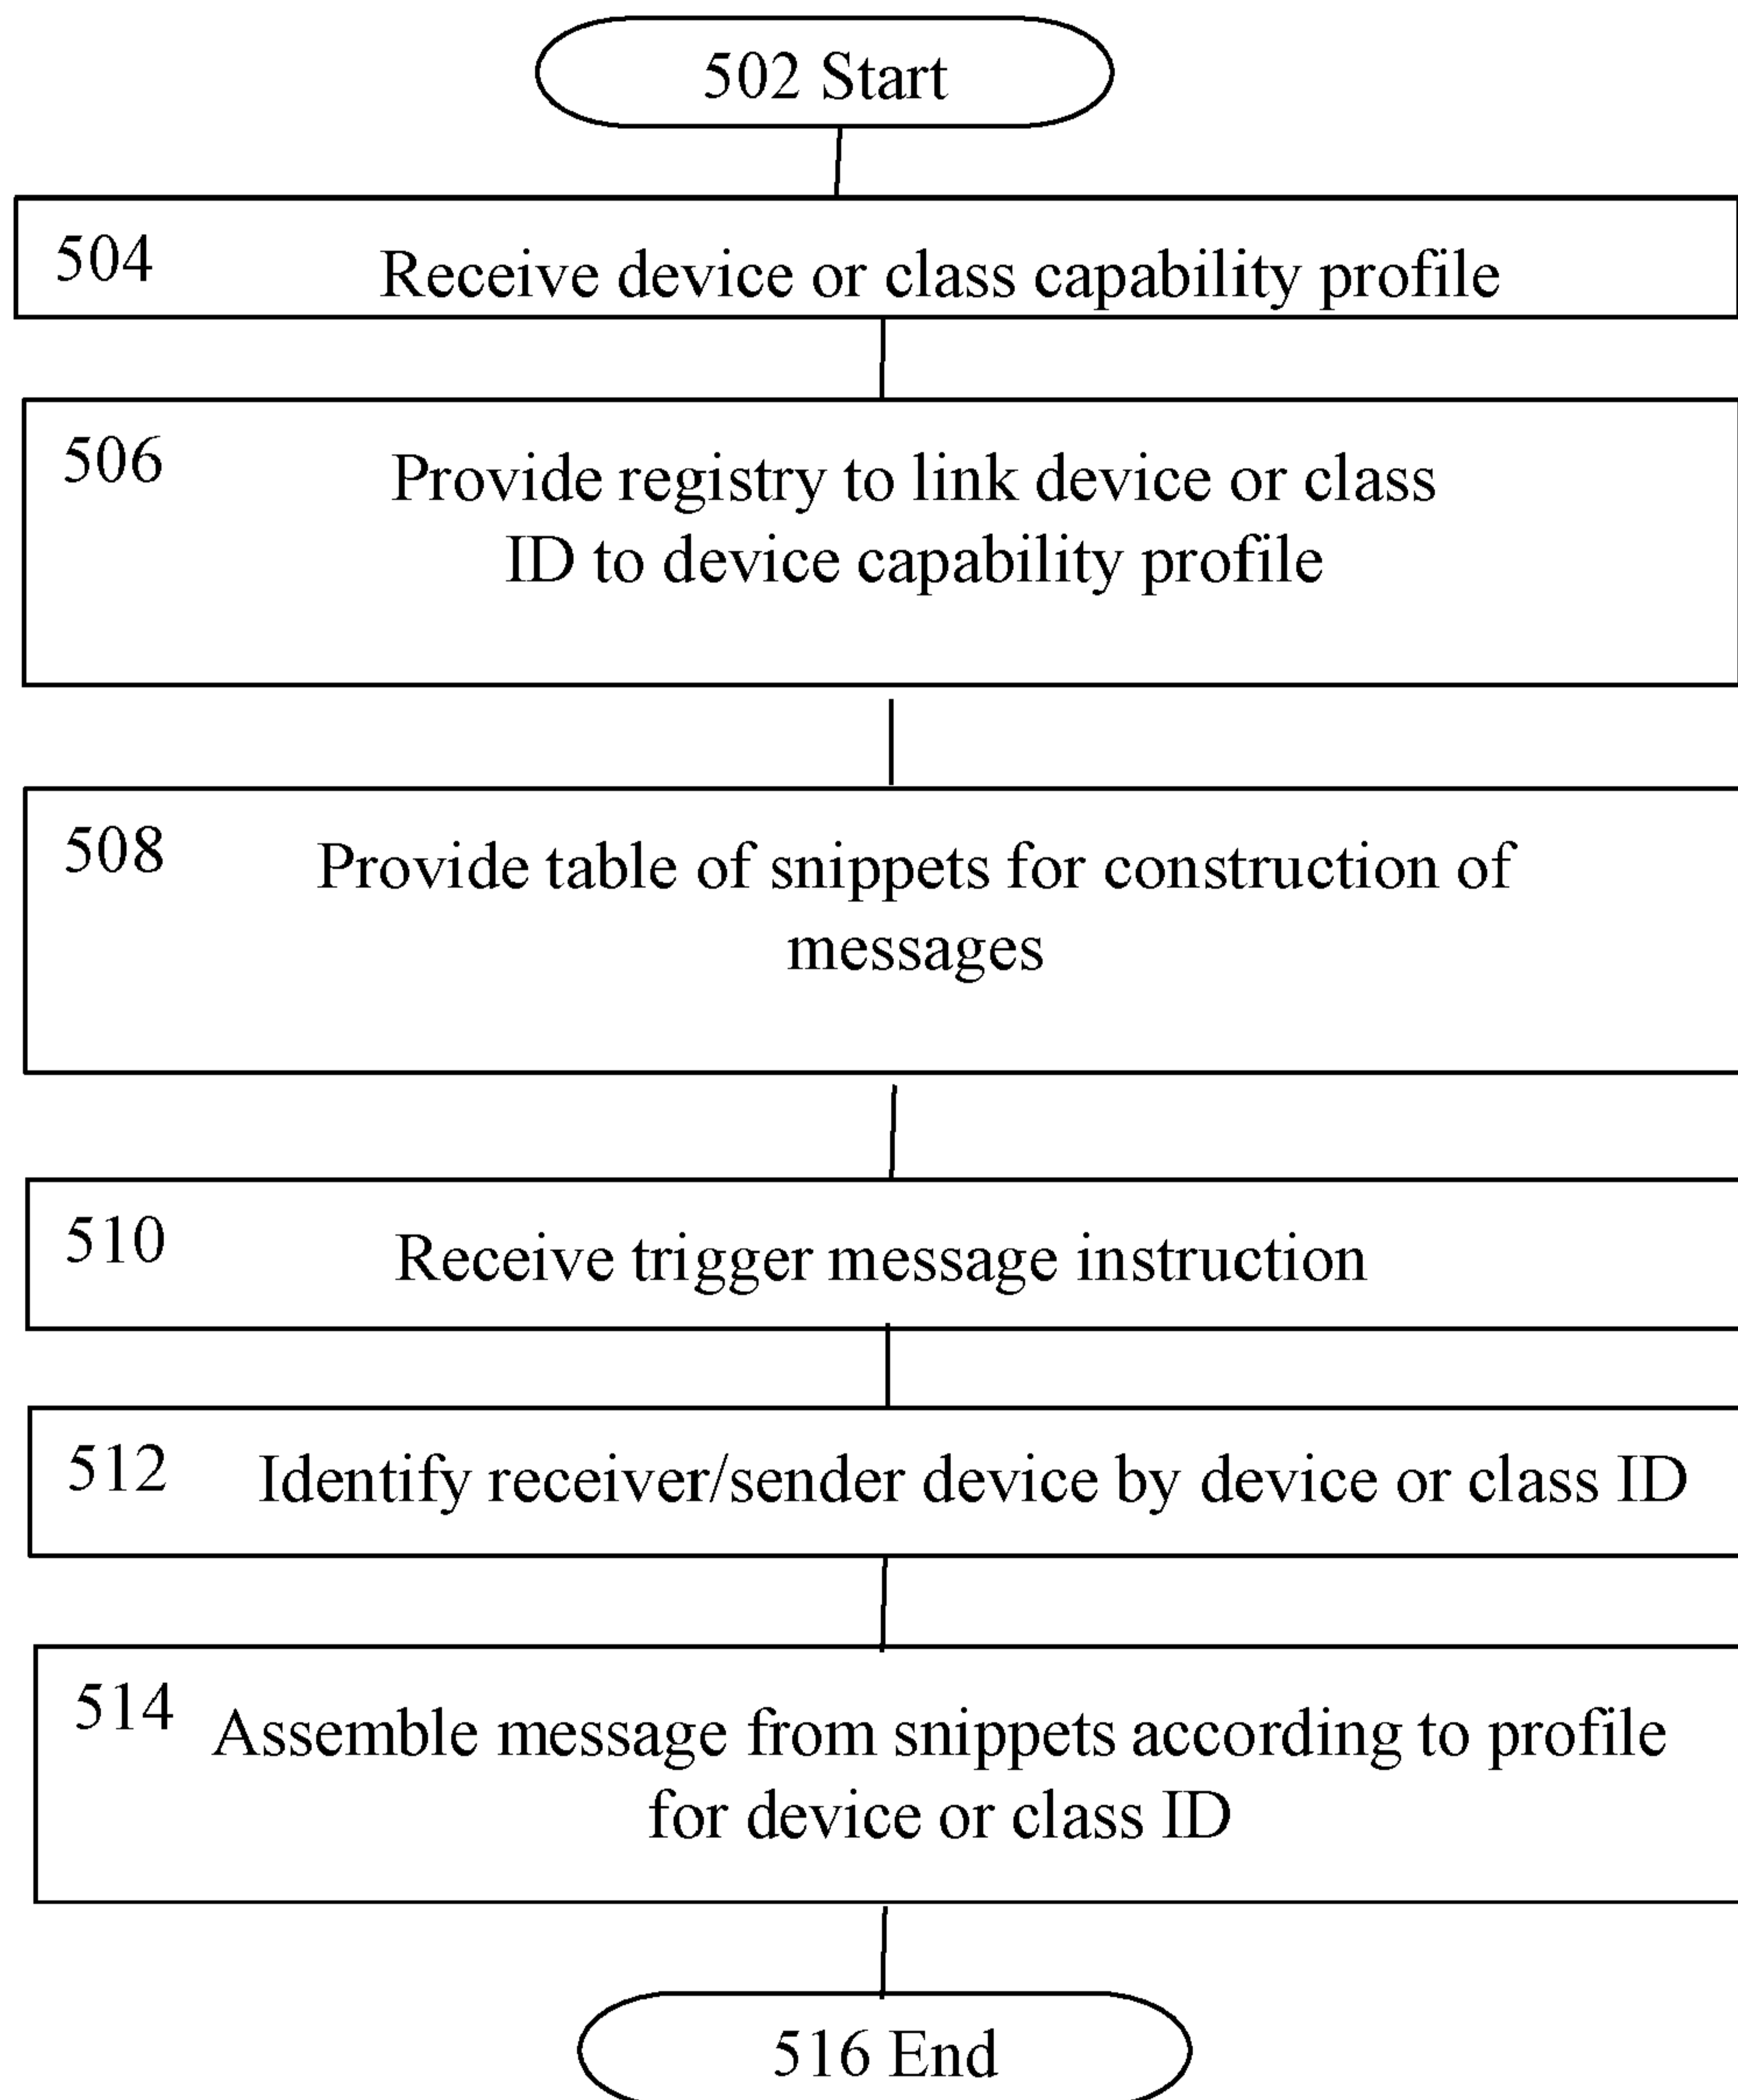 502 Start
504
Receive device or class capability profile
506
Provide registry to link device or class
ID to device capability profile
508
Provide table of snippets for construction of
messages
510
Receive trigger message instruction
512
Identify receiver/sender device by device or class ID
514
Assemble message from snippets according to profile
for device or class ID
516 End